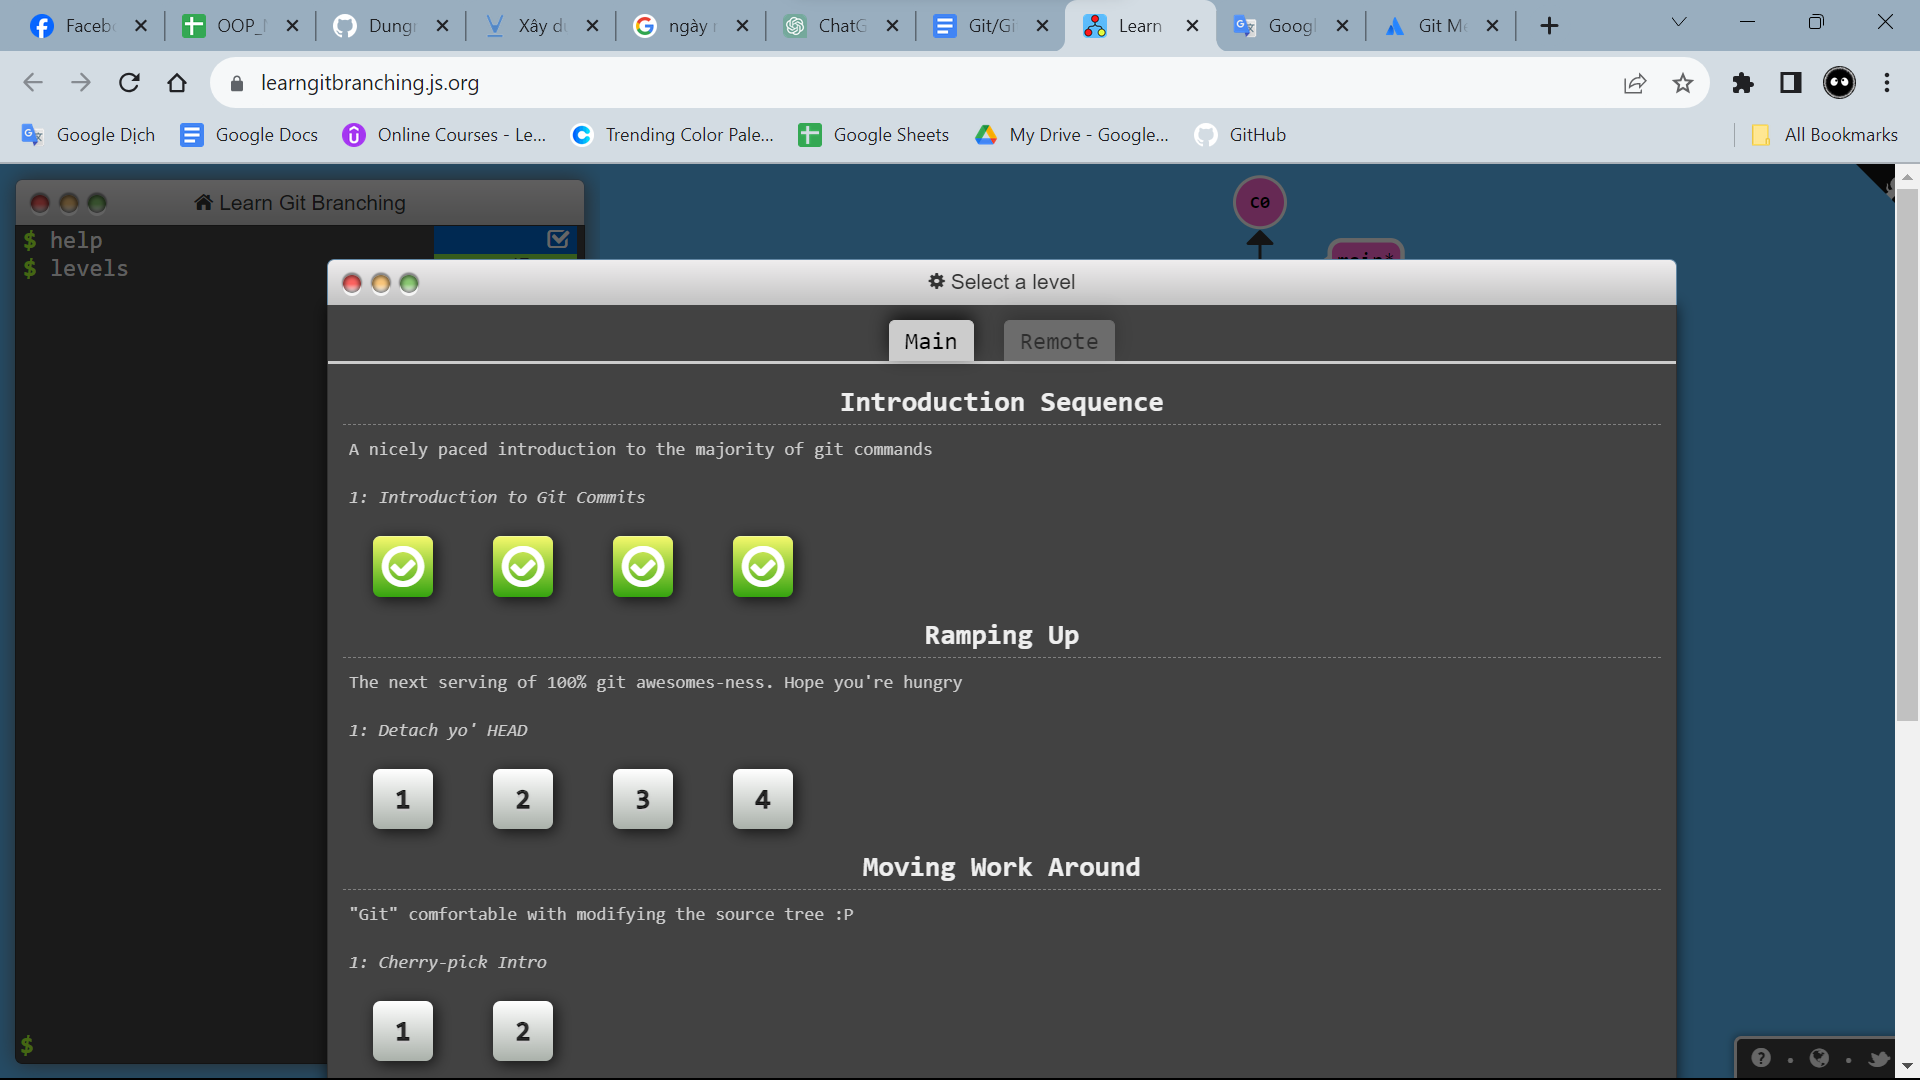 Faceb OOP_ Dungr Xây d ngày ChatG Git/Gi Learn Googl Git M
learngitbranching.js.org
Google Dịch Google Docs Online Courses - Le... Trending Color Pale... Google Sheets My Drive - Google... GitHub All Bookmarks
Learn Git Branching
C0
$ help
$ levels
main*
Select a level
Main Remote
Introduction Sequence
A nicely paced introduction to the majority of git commands
1: Introduction to Git Commits
Ramping Up
The next serving of 100% git awesomes-ness. Hope you're hungry
1: Detach yo' HEAD
1 2 3 4
Moving Work Around
"Git" comfortable with modifying the source tree :P
1: Cherry-pick Intro
1 2
$